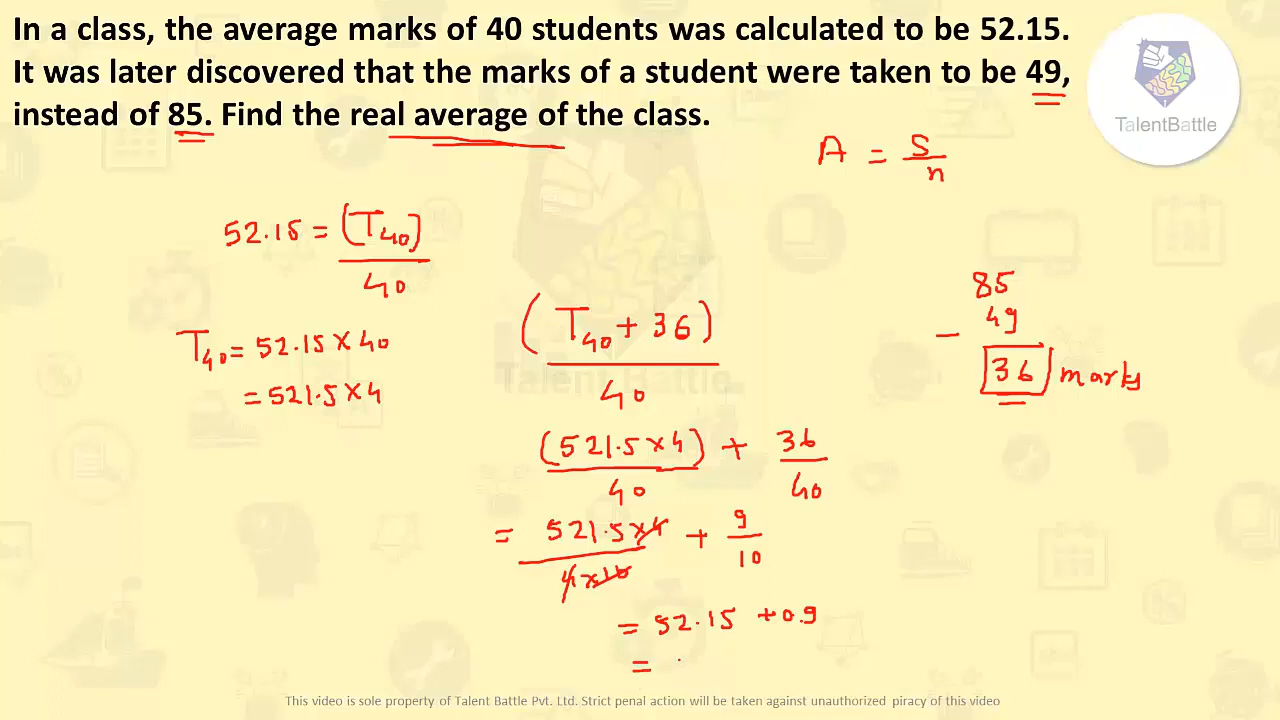 In a class, the average marks of 40 students was calculated to be 52.15.
It was later discovered that the marks of a student were taken to be 49,
instead of 85. Find the real average of the class.
TalentBattle
A = S/n
52.15 = (T40)/40
T40 = 52.15 × 40
= 521.5 × 4
85
- 49
36 marks
(T40 + 36)/40
Talent Battle
(521.5 × 4)/40 + 36/40
= 521.5 × 4/4 × 10 + 9/10
= 52.15 + 0.9
=
This video is sole property of Talent Battle Pvt. Ltd. Strict penal action will be taken against unauthorized piracy of this video